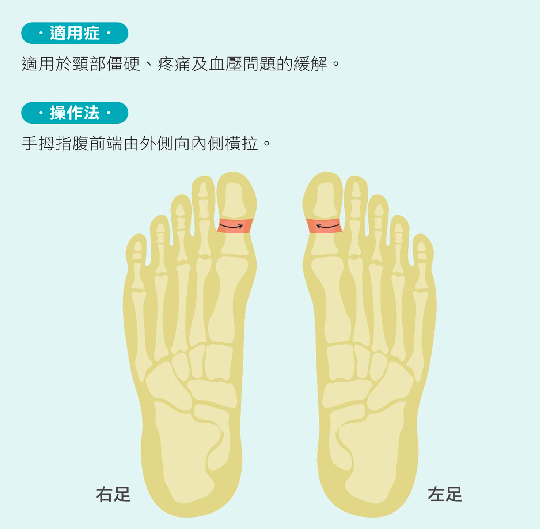 ・適用症・
適用於頸部僵硬、疼痛及血壓問題的緩解。
・操作法・
手拇指腹前端由外側向內側橫拉。
右足
左足